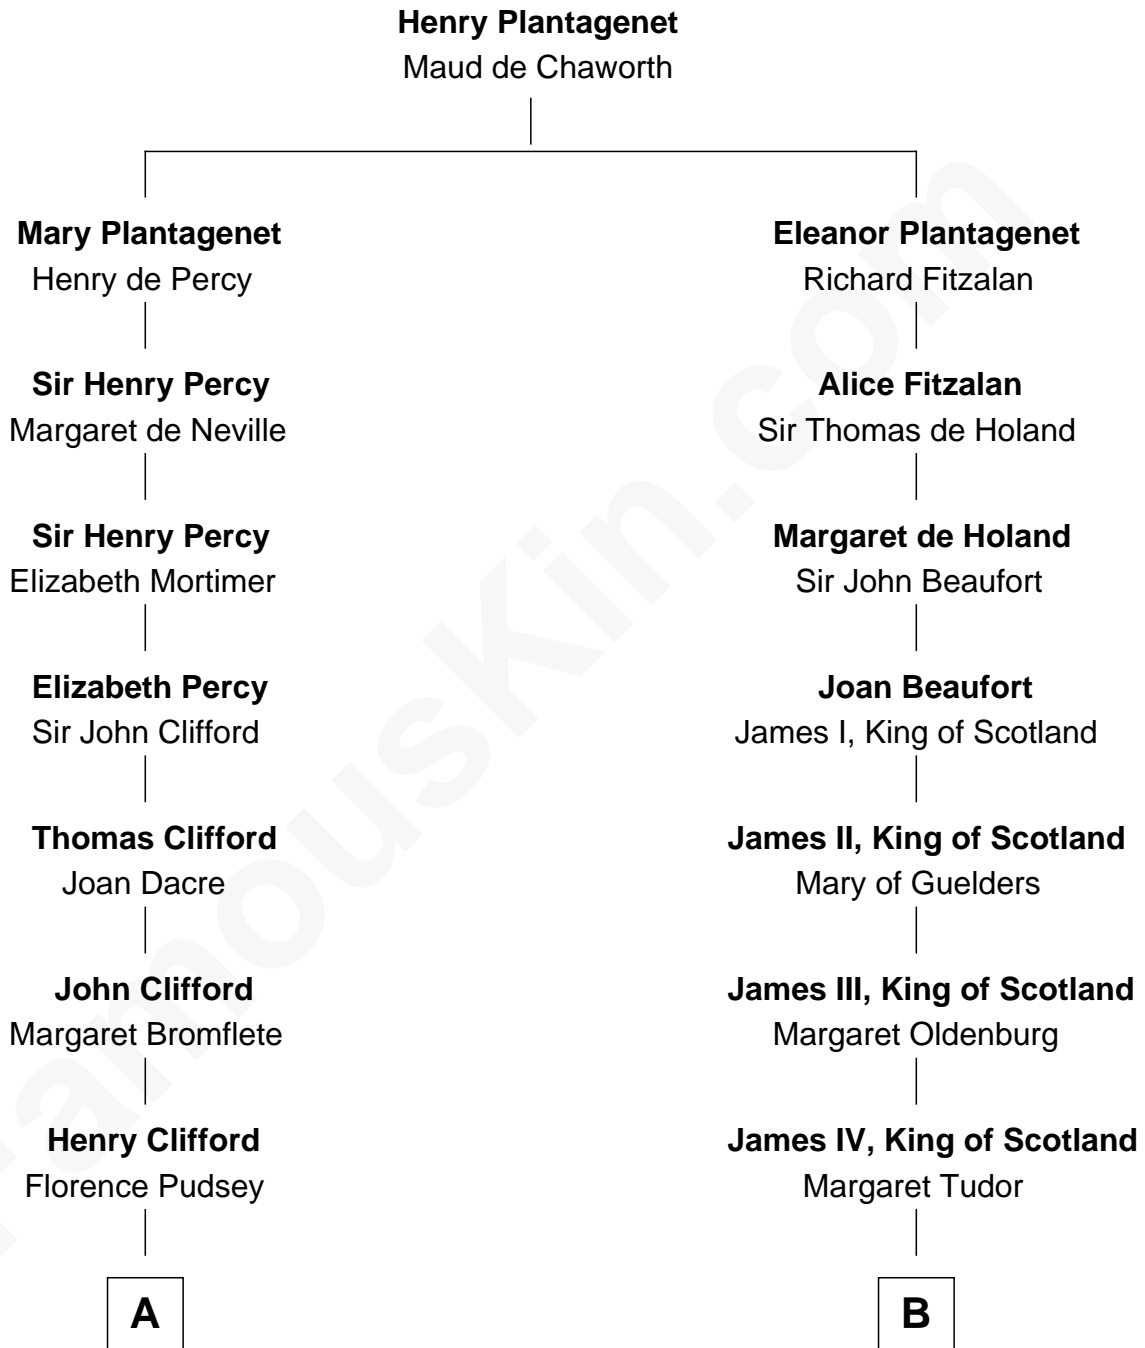 Henry Plantagenet
Maud de Chaworth
Mary Plantagenet
Henry de Percy
Eleanor Plantagenet
Richard Fitzalan
Sir Henry Percy
Margaret de Neville
Alice Fitzalan
Sir Thomas de Holand
Sir Henry Percy
Elizabeth Mortimer
Margaret de Holand
Sir John Beaufort
Elizabeth Percy
Sir John Clifford
Joan Beaufort
James I, King of Scotland
Thomas Clifford
Joan Dacre
James II, King of Scotland
Mary of Guelders
John Clifford
Margaret Bromflete
James III, King of Scotland
Margaret Oldenburg
Henry Clifford
Florence Pudsey
James IV, King of Scotland
Margaret Tudor
A
B
FamousKin.com